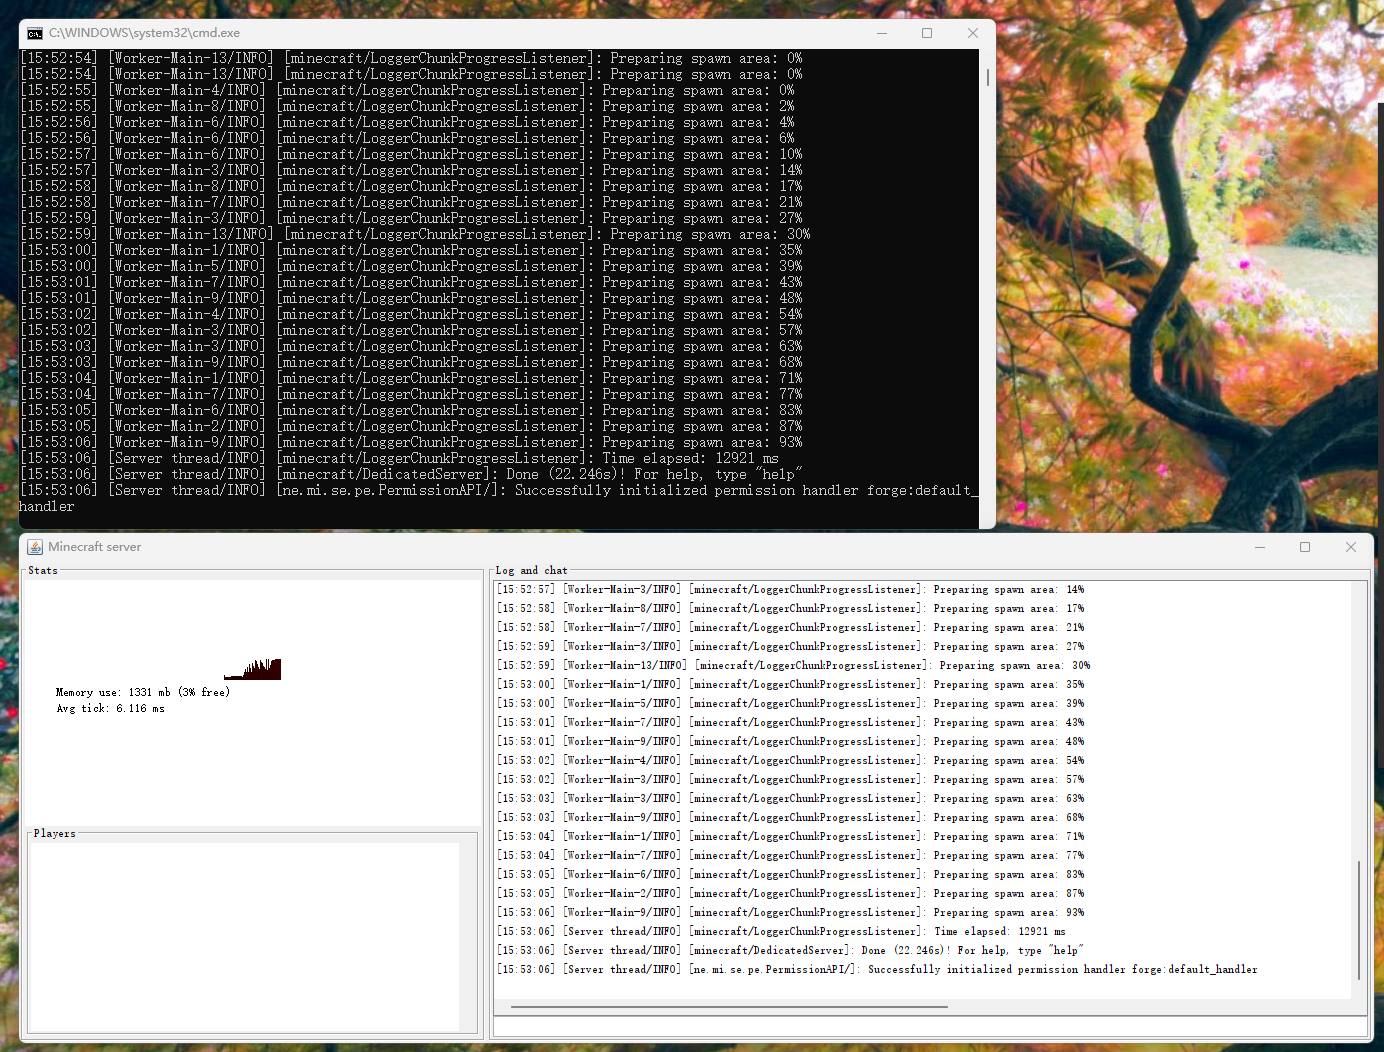 C:\WINDOWS\system32\cmd.exe
[15:52:54] [Worker-Main-13/INFO] [minecraft/LoggerChunkProgressListener]: Preparing spawn area: 0%
[15:52:54] [Worker-Main-13/INFO] [minecraft/LoggerChunkProgressListener]: Preparing spawn area: 0%
[15:52:55] [Worker-Main-4/INFO] [minecraft/LoggerChunkProgressListener]: Preparing spawn area: 0%
[15:52:55] [Worker-Main-8/INFO] [minecraft/LoggerChunkProgressListener]: Preparing spawn area: 2%
[15:52:56] [Worker-Main-6/INFO] [minecraft/LoggerChunkProgressListener]: Preparing spawn area: 4%
[15:52:56] [Worker-Main-6/INFO] [minecraft/LoggerChunkProgressListener]: Preparing spawn area: 6%
[15:52:57] [Worker-Main-6/INFO] [minecraft/LoggerChunkProgressListener]: Preparing spawn area: 10%
[15:52:57] [Worker-Main-3/INFO] [minecraft/LoggerChunkProgressListener]: Preparing spawn area: 14%
[15:52:58] [Worker-Main-8/INFO] [minecraft/LoggerChunkProgressListener]: Preparing spawn area: 17%
[15:52:58] [Worker-Main-7/INFO] [minecraft/LoggerChunkProgressListener]: Preparing spawn area: 21%
[15:52:59] [Worker-Main-3/INFO] [minecraft/LoggerChunkProgressListener]: Preparing spawn area: 27%
[15:52:59] [Worker-Main-13/INFO] [minecraft/LoggerChunkProgressListener]: Preparing spawn area: 30%
[15:53:00] [Worker-Main-1/INFO] [minecraft/LoggerChunkProgressListener]: Preparing spawn area: 35%
[15:53:00] [Worker-Main-5/INFO] [minecraft/LoggerChunkProgressListener]: Preparing spawn area: 39%
[15:53:01] [Worker-Main-7/INFO] [minecraft/LoggerChunkProgressListener]: Preparing spawn area: 43%
[15:53:01] [Worker-Main-9/INFO] [minecraft/LoggerChunkProgressListener]: Preparing spawn area: 48%
[15:53:02] [Worker-Main-4/INFO] [minecraft/LoggerChunkProgressListener]: Preparing spawn area: 54%
[15:53:02] [Worker-Main-3/INFO] [minecraft/LoggerChunkProgressListener]: Preparing spawn area: 57%
[15:53:03] [Worker-Main-3/INFO] [minecraft/LoggerChunkProgressListener]: Preparing spawn area: 63%
[15:53:03] [Worker-Main-9/INFO] [minecraft/LoggerChunkProgressListener]: Preparing spawn area: 68%
[15:53:04] [Worker-Main-1/INFO] [minecraft/LoggerChunkProgressListener]: Preparing spawn area: 71%
[15:53:04] [Worker-Main-7/INFO] [minecraft/LoggerChunkProgressListener]: Preparing spawn area: 77%
[15:53:05] [Worker-Main-6/INFO] [minecraft/LoggerChunkProgressListener]: Preparing spawn area: 83%
[15:53:05] [Worker-Main-2/INFO] [minecraft/LoggerChunkProgressListener]: Preparing spawn area: 87%
[15:53:06] [Worker-Main-9/INFO] [minecraft/LoggerChunkProgressListener]: Preparing spawn area: 93%
[15:53:06] [Server thread/INFO] [minecraft/LoggerChunkProgressListener]: Time elapsed: 12921 ms
[15:53:06] [Server thread/INFO] [minecraft/DedicatedServer]: Done (22.246s)! For help, type "help"
[15:53:06] [Server thread/INFO] [ne.mi.se.pe.PermissionAPI/]: Successfully initialized permission handler forge:default_
handler
Minecraft server
Stats
Memory use: 1331 mb (3% free)
Avg tick: 6.116 ms
Players
Log and chat
[15:52:57] [Worker-Main-3/INFO] [minecraft/LoggerChunkProgressListener]: Preparing spawn area: 14%
[15:52:58] [Worker-Main-8/INFO] [minecraft/LoggerChunkProgressListener]: Preparing spawn area: 17%
[15:52:58] [Worker-Main-7/INFO] [minecraft/LoggerChunkProgressListener]: Preparing spawn area: 21%
[15:52:59] [Worker-Main-3/INFO] [minecraft/LoggerChunkProgressListener]: Preparing spawn area: 27%
[15:52:59] [Worker-Main-13/INFO] [minecraft/LoggerChunkProgressListener]: Preparing spawn area: 30%
[15:53:00] [Worker-Main-1/INFO] [minecraft/LoggerChunkProgressListener]: Preparing spawn area: 35%
[15:53:00] [Worker-Main-5/INFO] [minecraft/LoggerChunkProgressListener]: Preparing spawn area: 39%
[15:53:01] [Worker-Main-7/INFO] [minecraft/LoggerChunkProgressListener]: Preparing spawn area: 43%
[15:53:01] [Worker-Main-9/INFO] [minecraft/LoggerChunkProgressListener]: Preparing spawn area: 48%
[15:53:02] [Worker-Main-4/INFO] [minecraft/LoggerChunkProgressListener]: Preparing spawn area: 54%
[15:53:02] [Worker-Main-3/INFO] [minecraft/LoggerChunkProgressListener]: Preparing spawn area: 57%
[15:53:03] [Worker-Main-3/INFO] [minecraft/LoggerChunkProgressListener]: Preparing spawn area: 63%
[15:53:03] [Worker-Main-9/INFO] [minecraft/LoggerChunkProgressListener]: Preparing spawn area: 68%
[15:53:04] [Worker-Main-1/INFO] [minecraft/LoggerChunkProgressListener]: Preparing spawn area: 71%
[15:53:04] [Worker-Main-7/INFO] [minecraft/LoggerChunkProgressListener]: Preparing spawn area: 77%
[15:53:05] [Worker-Main-6/INFO] [minecraft/LoggerChunkProgressListener]: Preparing spawn area: 83%
[15:53:05] [Worker-Main-2/INFO] [minecraft/LoggerChunkProgressListener]: Preparing spawn area: 87%
[15:53:06] [Worker-Main-9/INFO] [minecraft/LoggerChunkProgressListener]: Preparing spawn area: 93%
[15:53:06] [Server thread/INFO] [minecraft/LoggerChunkProgressListener]: Time elapsed: 12921 ms
[15:53:06] [Server thread/INFO] [minecraft/DedicatedServer]: Done (22.246s)! For help, type "help"
[15:53:06] [Server thread/INFO] [ne.mi.se.pe.PermissionAPI/]: Successfully initialized permission handler forge:default_handler